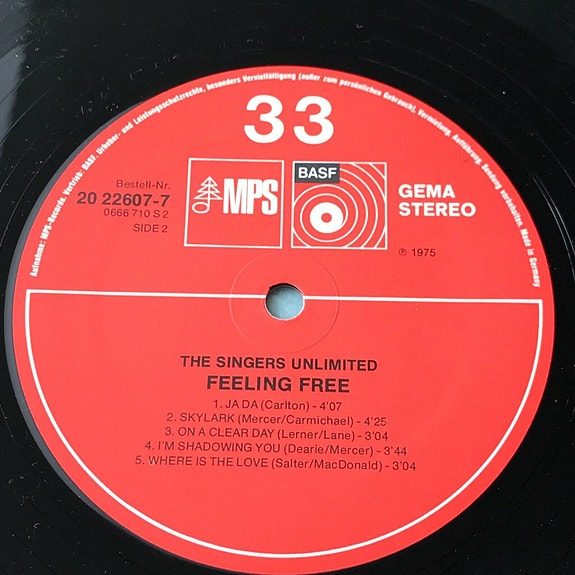 Aufnahme: MPS-Records. Vertrieb: BASF. Urheber- und Leistungsschutzrechte, besonders Vervielfältigung (außer zum persönlichen Gebrauch), Vermietung, Aufführung, Sendung vorbehalten. Made in Germany
33
Bestell-Nr.
20 22607-7
0666 710 S 2
SIDE 2
MPS
BASF
GEMA
STEREO
℗ 1975
THE SINGERS UNLIMITED
FEELING FREE
1. JA DA (Carlton) - 4'07
2. SKYLARK (Mercer/Carmichael) - 4'25
3. ON A CLEAR DAY (Lerner/Lane) - 3'04
4. I'M SHADOWING YOU (Dearie/Mercer) - 3'44
5. WHERE IS THE LOVE (Salter/MacDonald) - 3'04